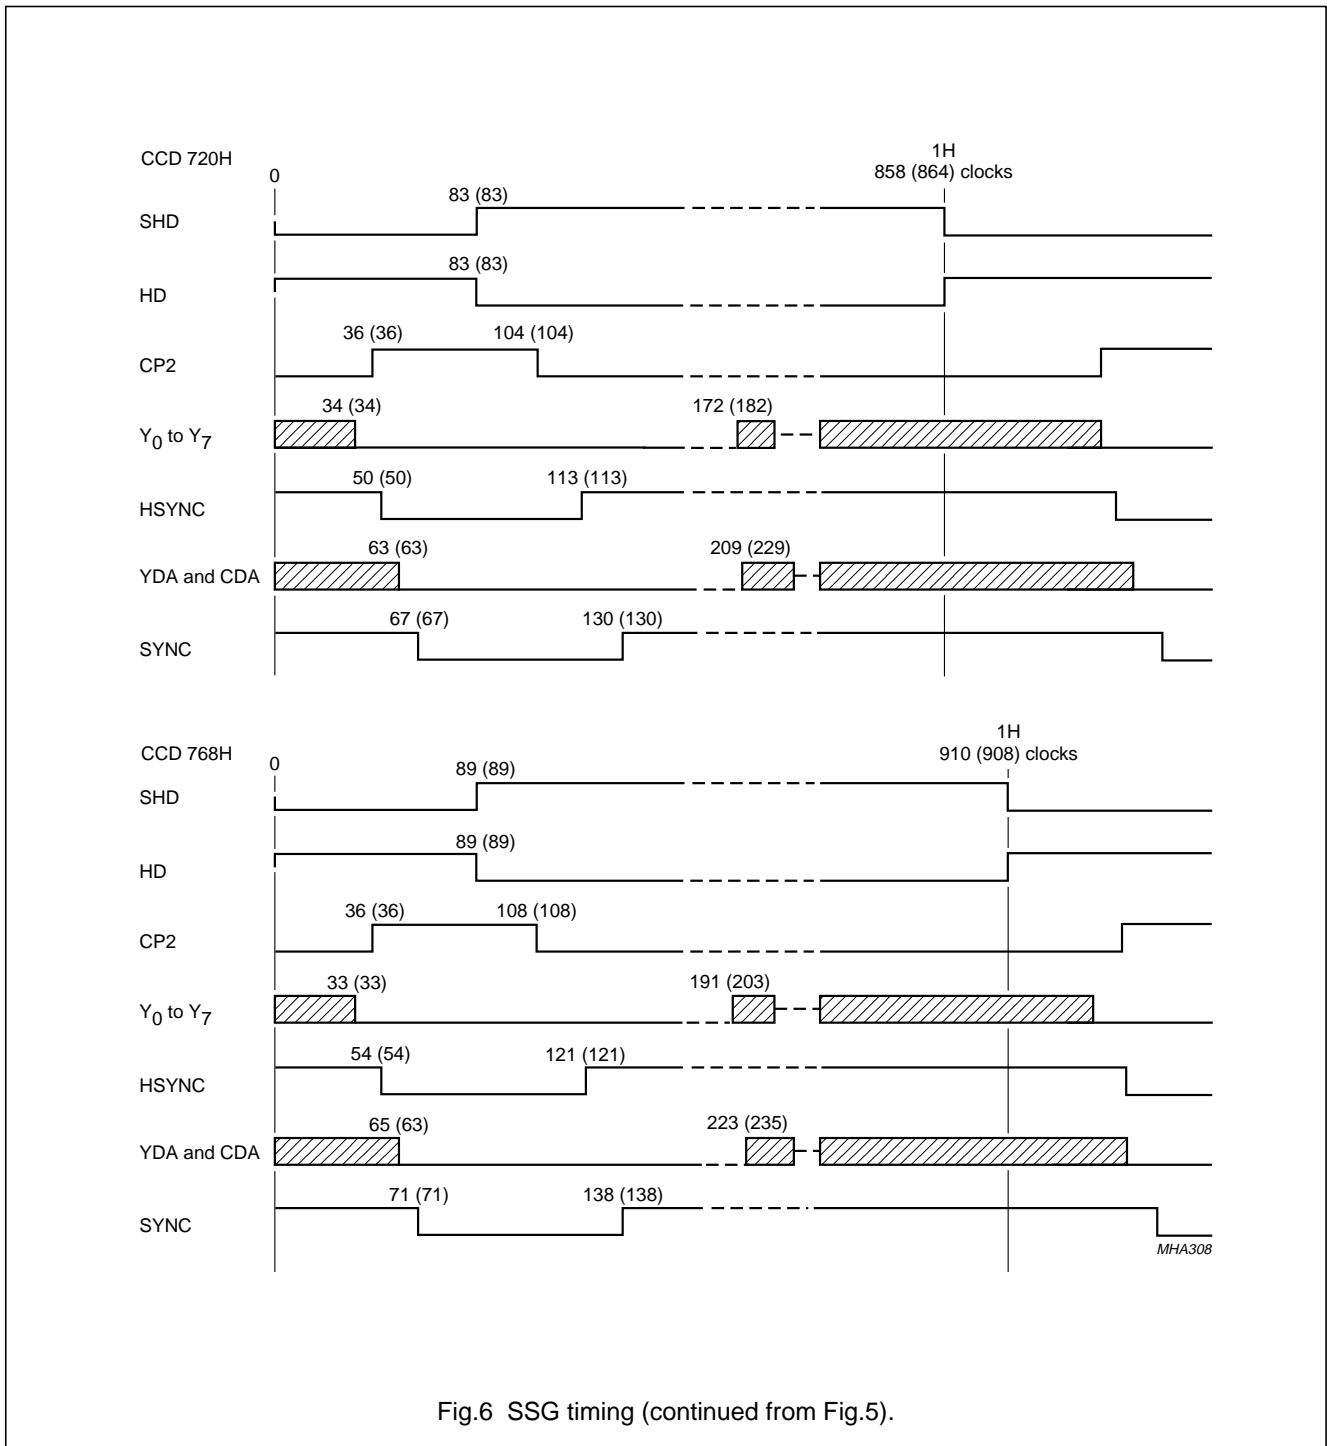 CCD 720H
0
1H
858 (864) clocks
SHD
83 (83)
HD
83 (83)
CP2
36 (36)
104 (104)
Y0 to Y7
34 (34)
172 (182)
HSYNC
50 (50)
113 (113)
YDA and CDA
63 (63)
209 (229)
SYNC
67 (67)
130 (130)
CCD 768H
0
1H
910 (908) clocks
SHD
89 (89)
HD
89 (89)
CP2
36 (36)
108 (108)
Y0 to Y7
33 (33)
191 (203)
HSYNC
54 (54)
121 (121)
YDA and CDA
65 (63)
223 (235)
SYNC
71 (71)
138 (138)
MHA308
Fig.6 SSG timing (continued from Fig.5).